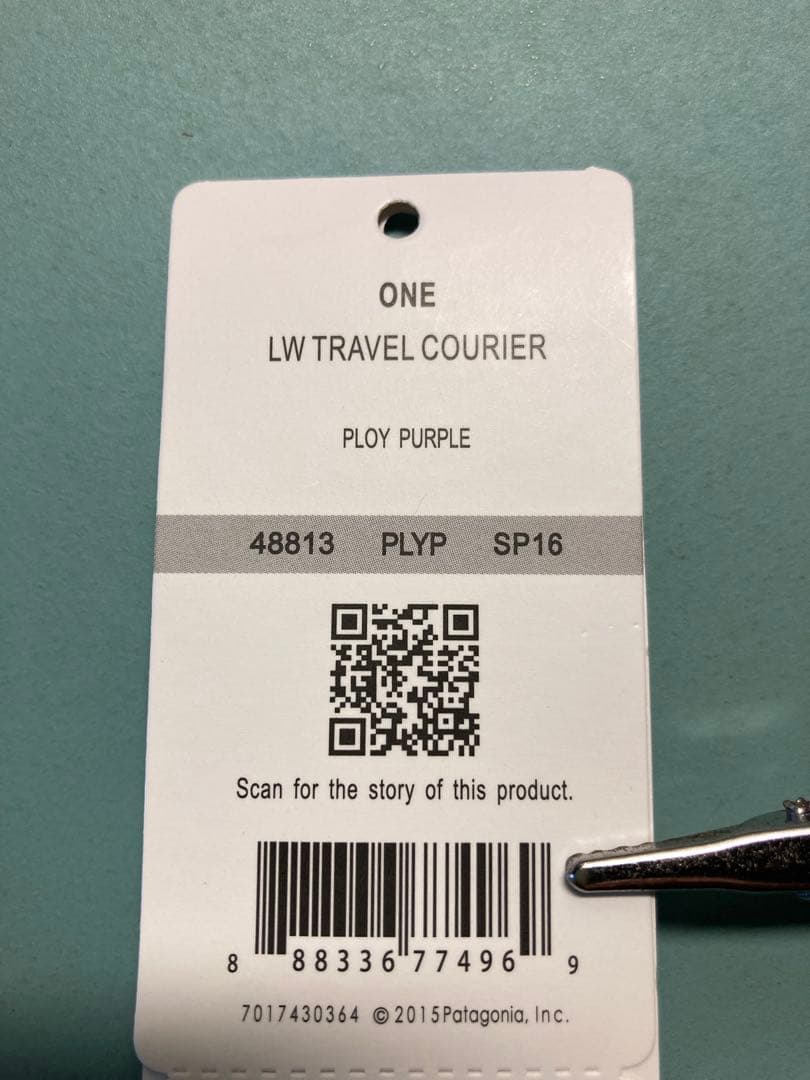 ONE
LW TRAVEL COURIER
PLOY PURPLE
48813 PLYP SP16
Scan for the story of this product.
8 88336 77496 9
7017430364 © 2015 Patagonia, Inc.